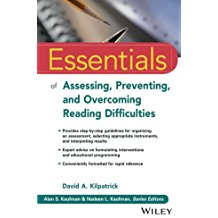 Essentials
of Assessing, Preventing,
and Overcoming
Reading Difficulties
• Provides step-by-step guidelines for organizing
an assessment, selecting appropriate instruments,
and interpreting results
• Expert advice on formulating interventions
and educational programming
• Conveniently formatted for rapid reference
David A. Kilpatrick
Alan S. Kaufman & Nadeen L. Kaufman, Series Editors
WILEY